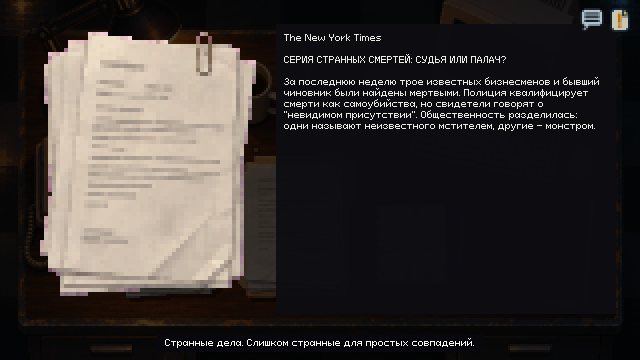 The New York Times
СЕРИЯ СТРАННЫХ СМЕРТЕЙ: СУДЬЯ ИЛИ ПАЛАЧ?
За последнюю неделю трое известных бизнесменов и бывший
чиновник были найдены мертвыми. Полиция квалифицирует
смерти как самоубийства, но свидетели говорят о
"невидимом присутствии". Общественность разделилась:
одни называют неизвестного мстителем, другие – монстром.
Странные дела. Слишком странные для простых совпадений.